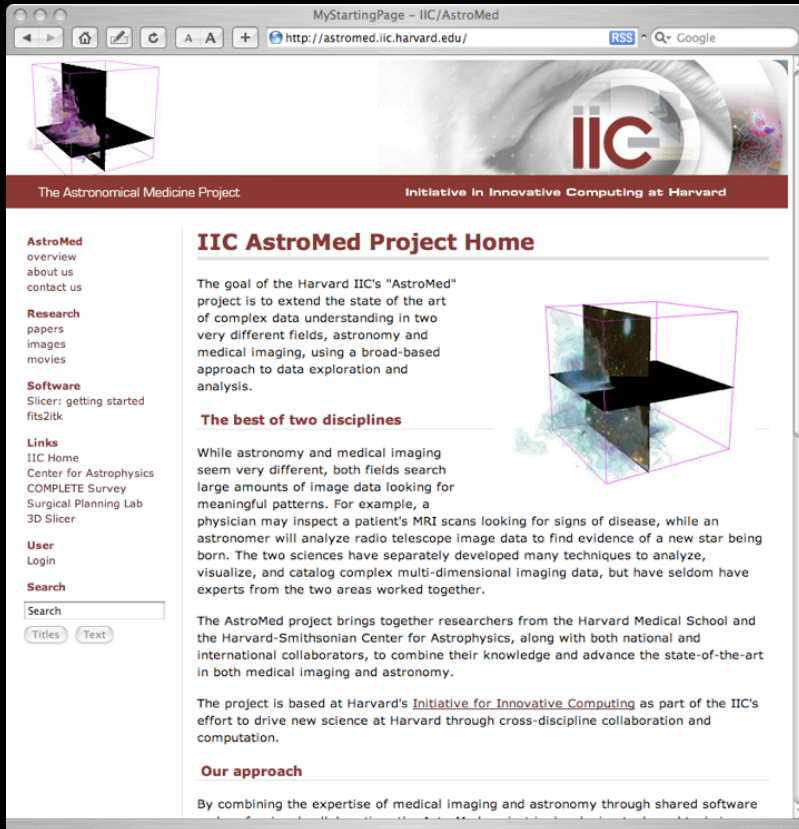 MyStartingPage – IIC/AstroMed
A A + http://astromed.iic.harvard.edu/ RSS Q Google
iic
The Astronomical Medicine Project Initiative in Innovative Computing at Harvard
AstroMed
overview
about us
contact us
Research
papers
images
movies
Software
Slicer: getting started
fits2itk
Links
IIC Home
Center for Astrophysics
COMPLETE Survey
Surgical Planning Lab
3D Slicer
User
Login
Search
Search
Titles Text
IIC AstroMed Project Home
The goal of the Harvard IIC's "AstroMed"
project is to extend the state of the art
of complex data understanding in two
very different fields, astronomy and
medical imaging, using a broad-based
approach to data exploration and
analysis.
The best of two disciplines
While astronomy and medical imaging
seem very different, both fields search
large amounts of image data looking for
meaningful patterns. For example, a
physician may inspect a patient's MRI scans looking for signs of disease, while an
astronomer will analyze radio telescope image data to find evidence of a new star being
born. The two sciences have separately developed many techniques to analyze,
visualize, and catalog complex multi-dimensional imaging data, but have seldom have
experts from the two areas worked together.
The AstroMed project brings together researchers from the Harvard Medical School and
the Harvard-Smithsonian Center for Astrophysics, along with both national and
international collaborators, to combine their knowledge and advance the state-of-the-art
in both medical imaging and astronomy.
The project is based at Harvard's Initiative for Innovative Computing as part of the IIC's
effort to drive new science at Harvard through cross-discipline collaboration and
computation.
Our approach
By combining the expertise of medical imaging and astronomy through shared software